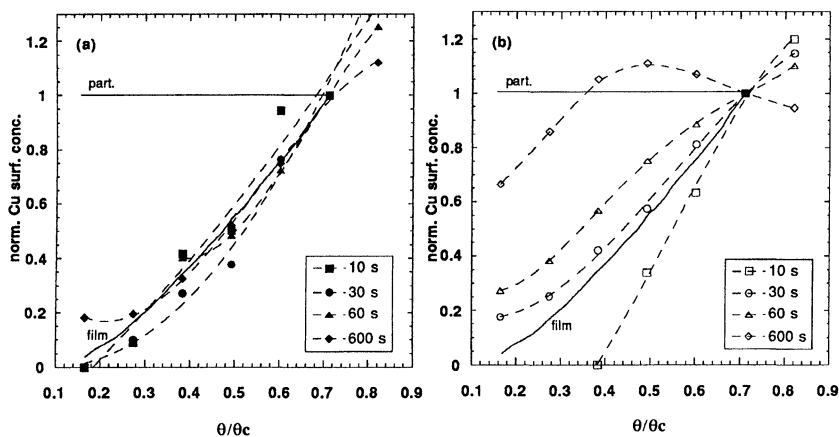 (a)
part.
film
norm. Cu surf. conc.
1.2
1
0.8
0.6
0.4
0.2
0
0.1 0.2 0.3 0.4 0.5 0.6 0.7 0.8 0.9
θ/θc
10 s
30 s
60 s
600 s
(b)
part.
film
norm. Cu surf. conc.
1.2
1
0.8
0.6
0.4
0.2
0
0.1 0.2 0.3 0.4 0.5 0.6 0.7 0.8 0.9
θ/θc
10 s
30 s
60 s
600 s